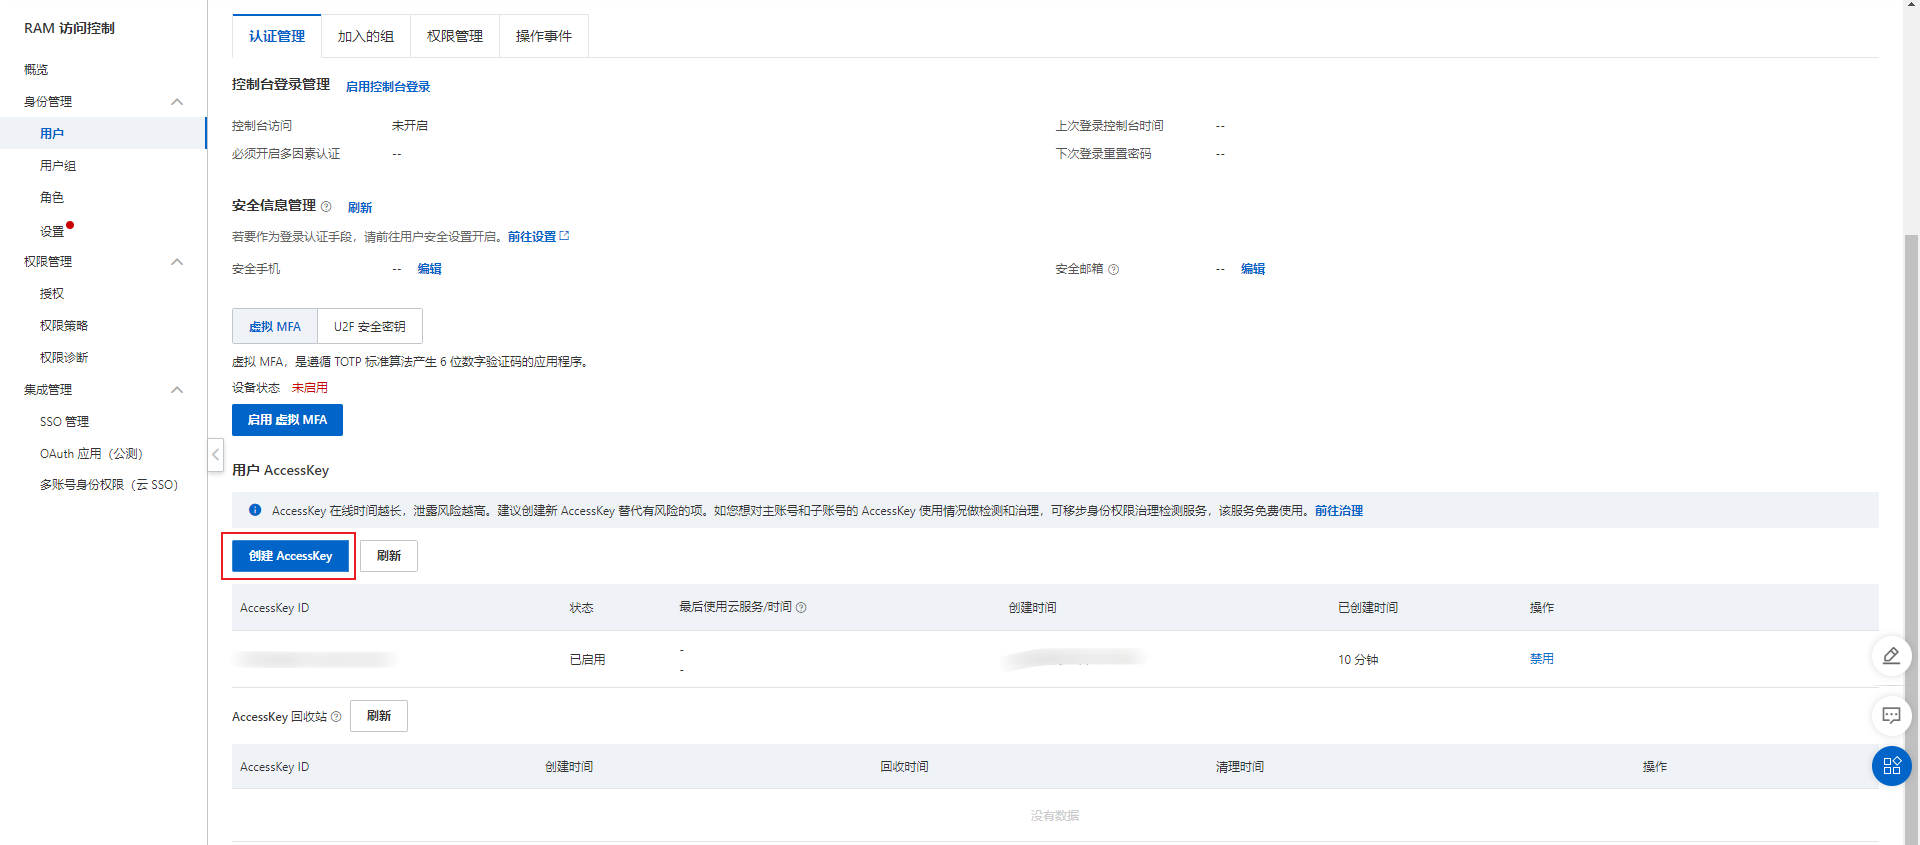 RAM 访问控制
概览
身份管理
用户
用户组
角色
设置
权限管理
授权
权限策略
权限诊断
集成管理
SSO 管理
OAuth 应用（公测）
多账号身份权限（云 SSO）
认证管理 加入的组 权限管理 操作事件
控制台登录管理 启用控制台登录
控制台访问 未开启 上次登录控制台时间 --
必须开启多因素认证 -- 下次登录重置密码 --
安全信息管理 刷新
若要作为登录认证手段，请前往用户安全设置开启。前往设置
安全手机 -- 编辑 安全邮箱 -- 编辑
虚拟 MFA U2F 安全密钥
虚拟 MFA，是遵循 TOTP 标准算法产生 6 位数字验证码的应用程序。
设备状态 未启用
启用 虚拟 MFA
用户 AccessKey
AccessKey 在线时间越长，泄露风险越高。建议创建新 AccessKey 替代有风险的项。如您想对主账号和子账号的 AccessKey 使用情况做检测和治理，可移步身份权限治理检测服务，该服务免费使用。前往治理
创建 AccessKey 刷新
AccessKey ID 状态 最后使用云服务/时间 创建时间 已创建时间 操作
已启用 - - 10 分钟 禁用
AccessKey 回收站 刷新
AccessKey ID 创建时间 回收时间 清理时间 操作
没有数据